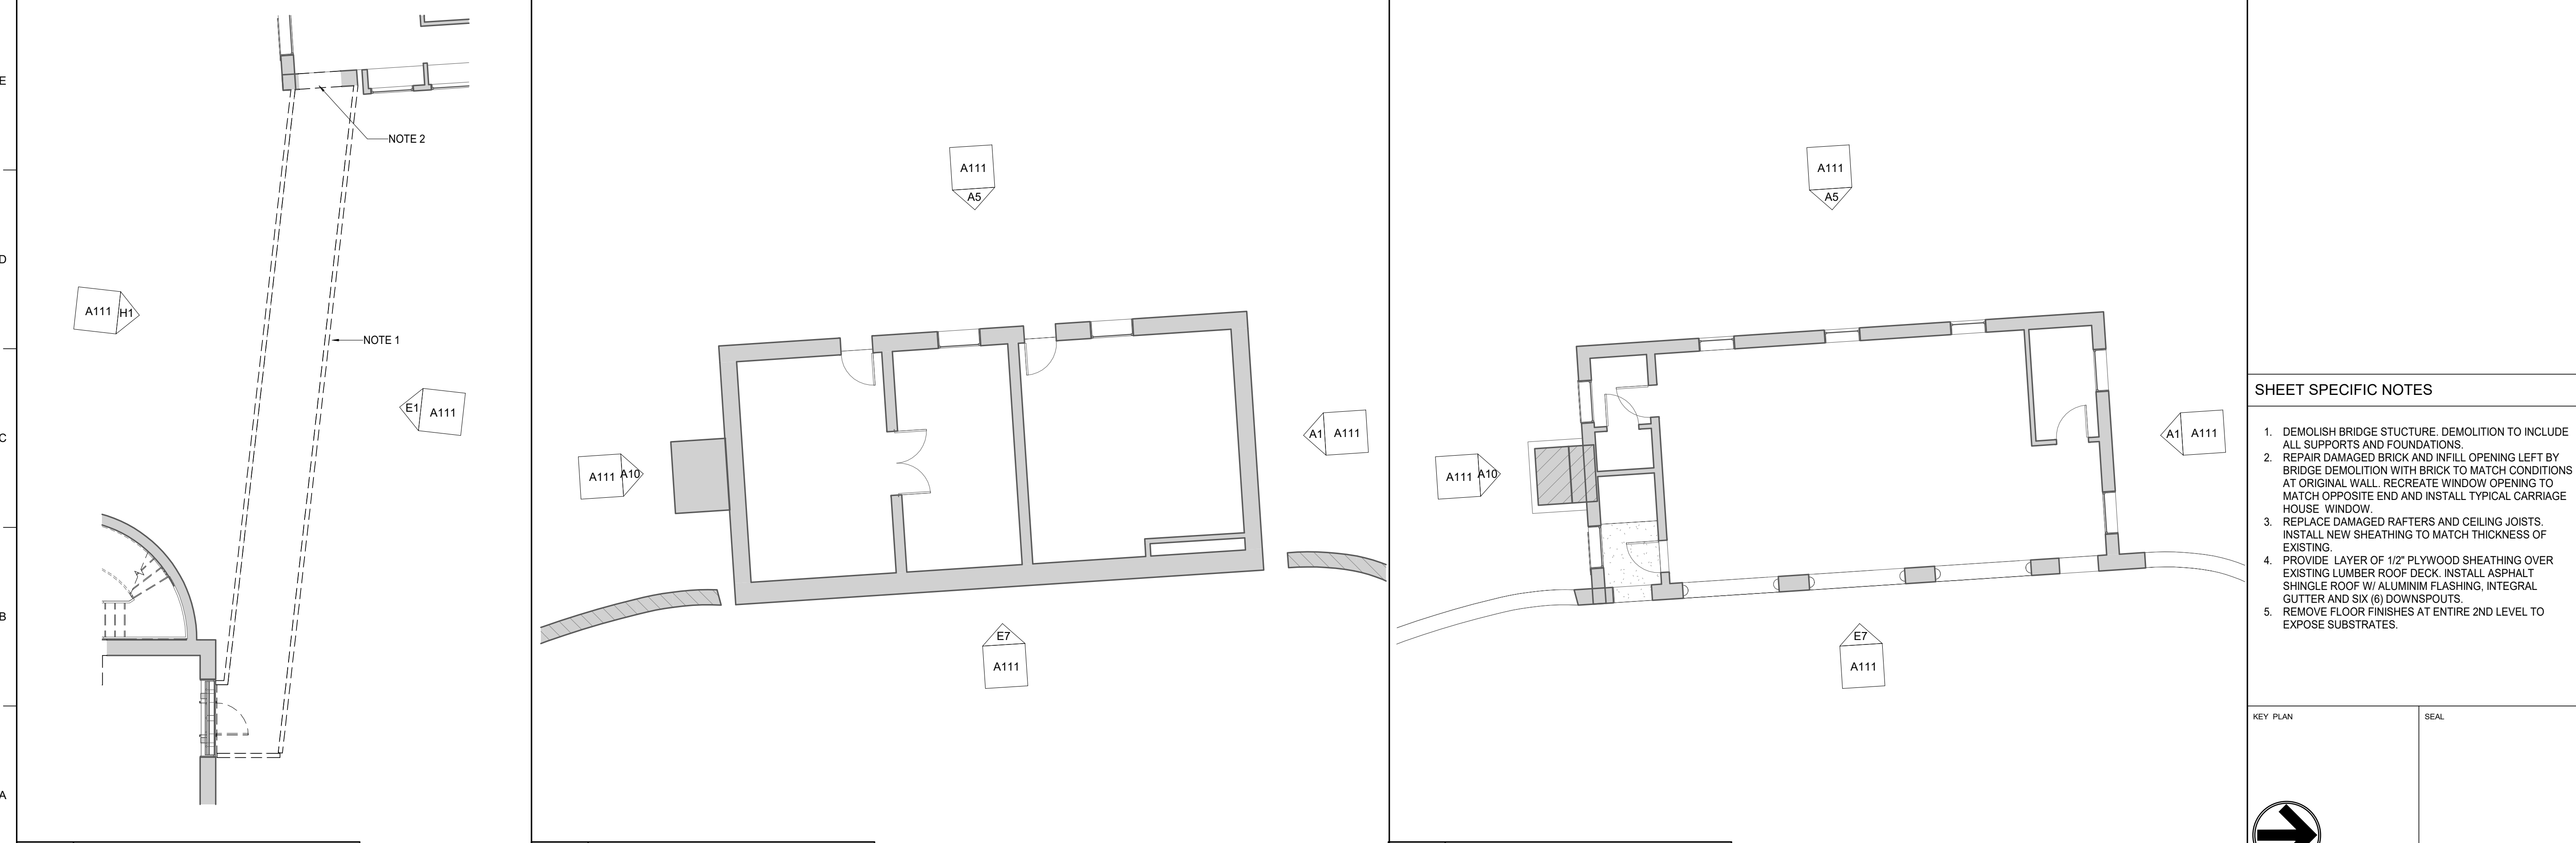 E
D
C
B
A
NOTE 2
A111
H1
NOTE 1
E1
A111
A111
A5
A111
A10
A1
A111
E7
A111
A111
A5
A111
A10
A1
A111
E7
A111
SHEET SPECIFIC NOTES
1. DEMOLISH BRIDGE STUCTURE. DEMOLITION TO INCLUDE
ALL SUPPORTS AND FOUNDATIONS.
2. REPAIR DAMAGED BRICK AND INFILL OPENING LEFT BY
BRIDGE DEMOLITION WITH BRICK TO MATCH CONDITIONS
AT ORIGINAL WALL. RECREATE WINDOW OPENING TO
MATCH OPPOSITE END AND INSTALL TYPICAL CARRIAGE
HOUSE WINDOW.
3. REPLACE DAMAGED RAFTERS AND CEILING JOISTS.
INSTALL NEW SHEATHING TO MATCH THICKNESS OF
EXISTING.
4. PROVIDE LAYER OF 1/2" PLYWOOD SHEATHING OVER
EXISTING LUMBER ROOF DECK. INSTALL ASPHALT
SHINGLE ROOF W/ ALUMINIM FLASHING, INTEGRAL
GUTTER AND SIX (6) DOWNSPOUTS.
5. REMOVE FLOOR FINISHES AT ENTIRE 2ND LEVEL TO
EXPOSE SUBSTRATES.
KEY PLAN
SEAL